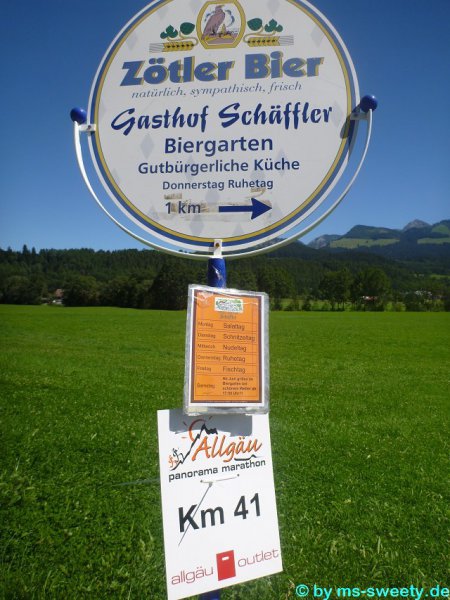 Zötler Bier
natürlich, sympathisch, frisch
Gasthof Schäffler
Biergarten
Gutbürgerliche Küche
Donnerstag Ruhetag
1 km
Montag Salattag
Dienstag Schnitzeltag
Mittwoch Nudeltag
Donnerstag Ruhetag
Freitag Fischtag
Samstag
Allgäu
panorama marathon
Km 41
allgäu outlet
© by ms-sweety.de